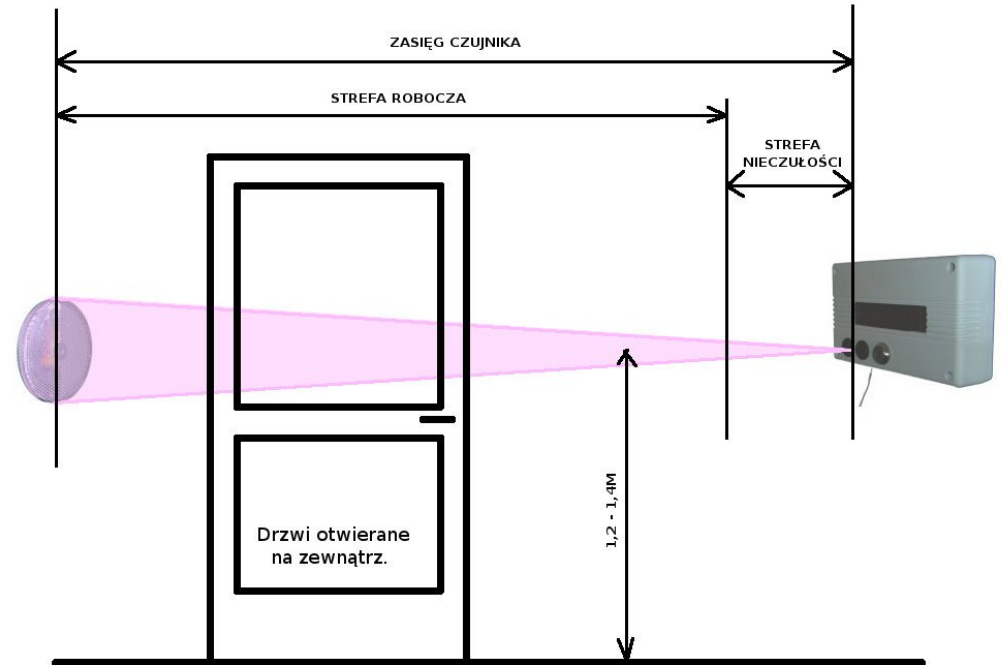 ZASIĘG CZUJNIKA
STREFA ROBOCZA
STREFA
NIECZUŁOŚCI
1,2 - 1,4M
Drzwi otwierane
na zewnątrz.